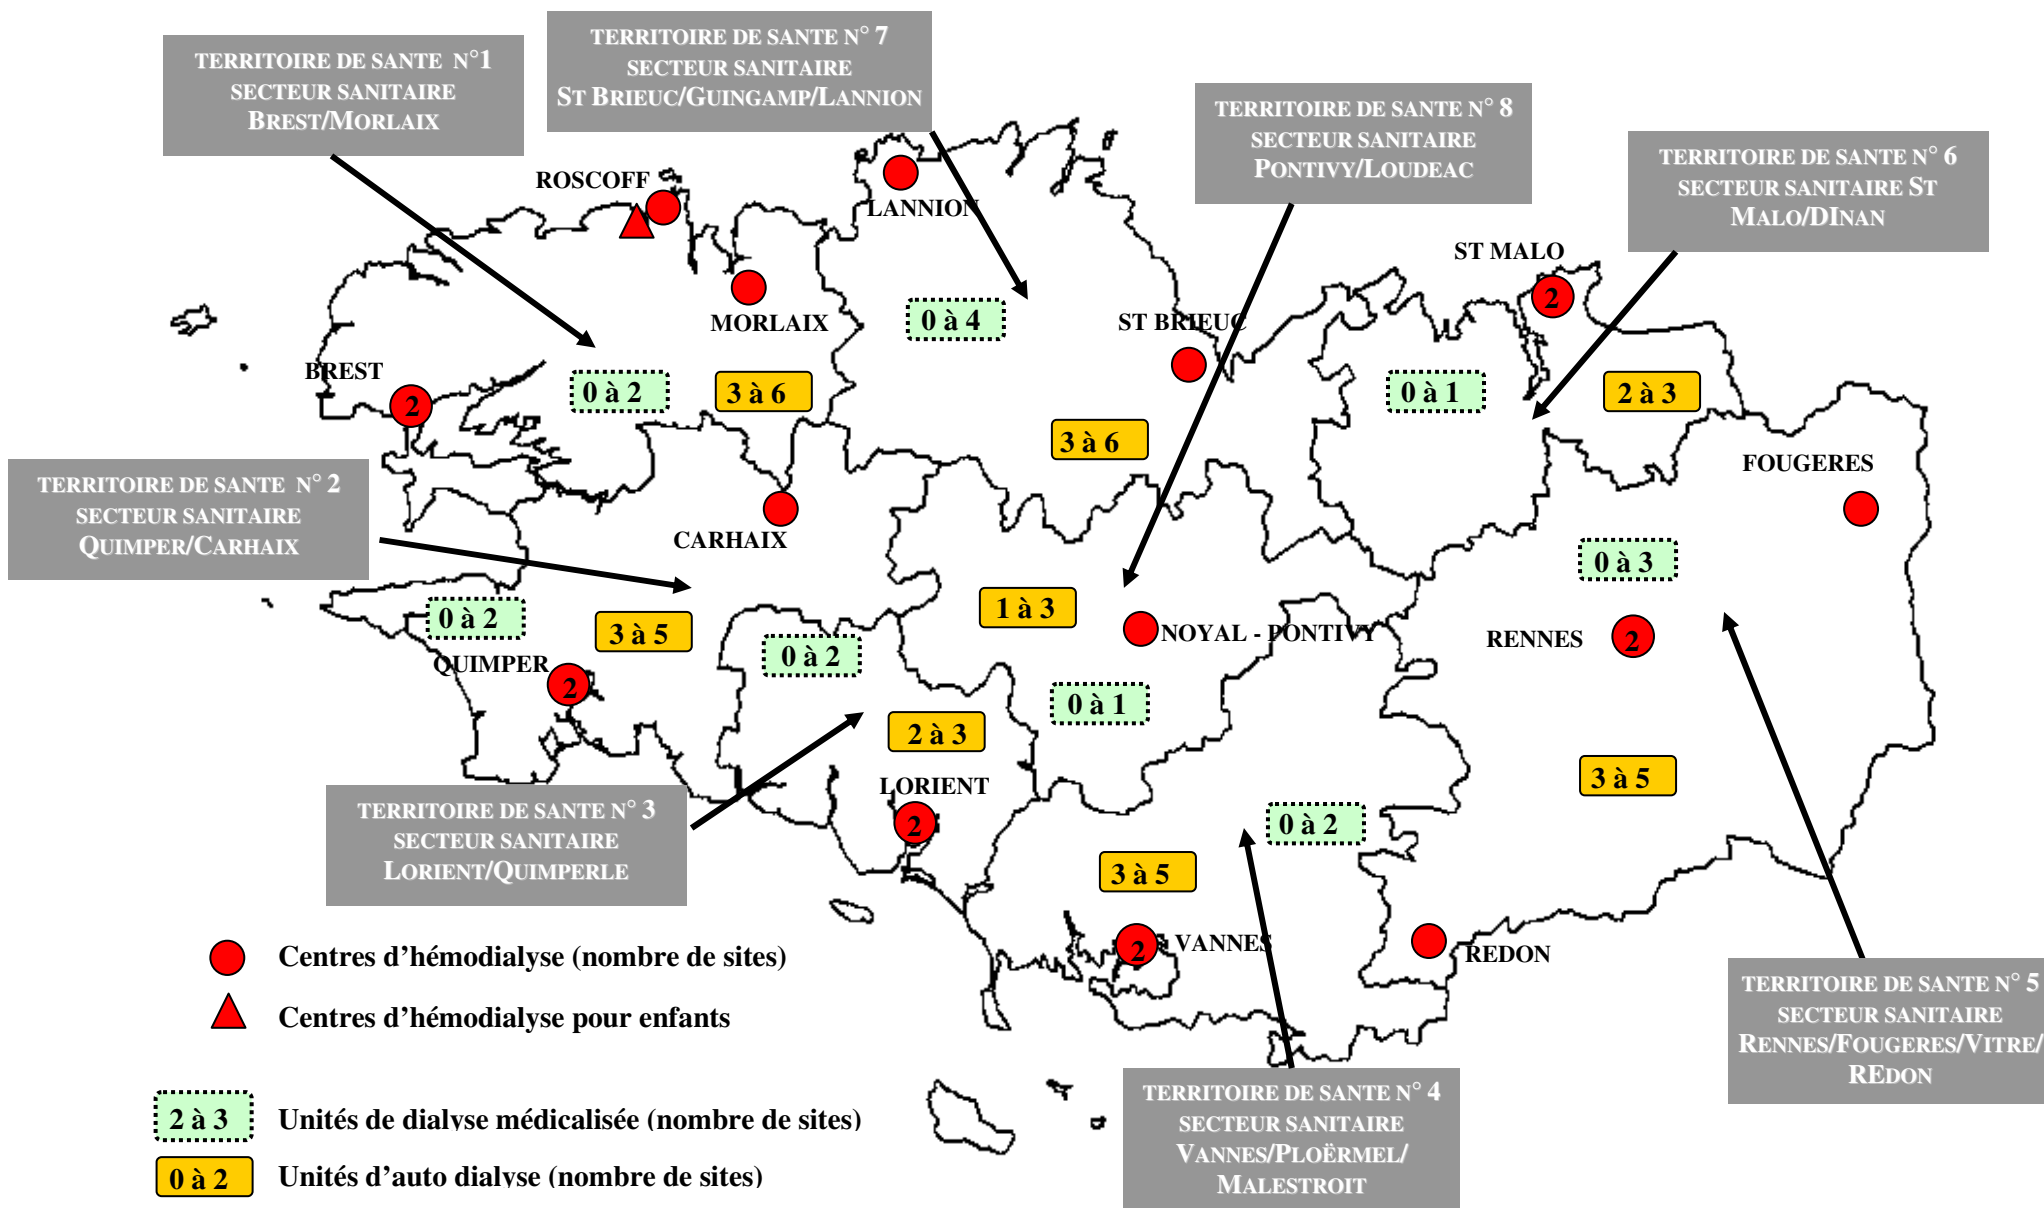 TERRITOIRE DE SANTE N°1
SECTEUR SANITAIRE
BREST/MORLAIX
TERRITOIRE DE SANTE N° 7
SECTEUR SANITAIRE
ST BRIEUC/GUINGAMP/LANNION
TERRITOIRE DE SANTE N° 8
SECTEUR SANITAIRE
PONTIVY/LOUDEAC
TERRITOIRE DE SANTE N° 6
SECTEUR SANITAIRE ST
MALO/DINAN
ROSCOFF
LANNION
ST MALO
2
MORLAIX
0 à 4
ST BRIEUC
BREST
2
0 à 2
3 à 6
0 à 1
2 à 3
3 à 6
FOUGERES
TERRITOIRE DE SANTE N° 2
SECTEUR SANITAIRE
QUIMPER/CARHAIX
CARHAIX
0 à 3
0 à 2
3 à 5
1 à 3
NOYAL - PONTIVY
RENNES
2
QUIMPER
2
0 à 2
0 à 1
2 à 3
3 à 5
LORIENT
2
TERRITOIRE DE SANTE N° 3
SECTEUR SANITAIRE
LORIENT/QUIMPERLE
0 à 2
3 à 5
2
VANNES
REDON
Centres d'hémodialyse (nombre de sites)
Centres d'hémodialyse pour enfants
TERRITOIRE DE SANTE N° 5
SECTEUR SANITAIRE
RENNES/FOUGERES/VITRE/
REDON
TERRITOIRE DE SANTE N° 4
SECTEUR SANITAIRE
VANNES/PLOËRMEL/
MALESTROIT
2 à 3
Unités de dialyse médicalisée (nombre de sites)
0 à 2
Unités d'auto dialyse (nombre de sites)